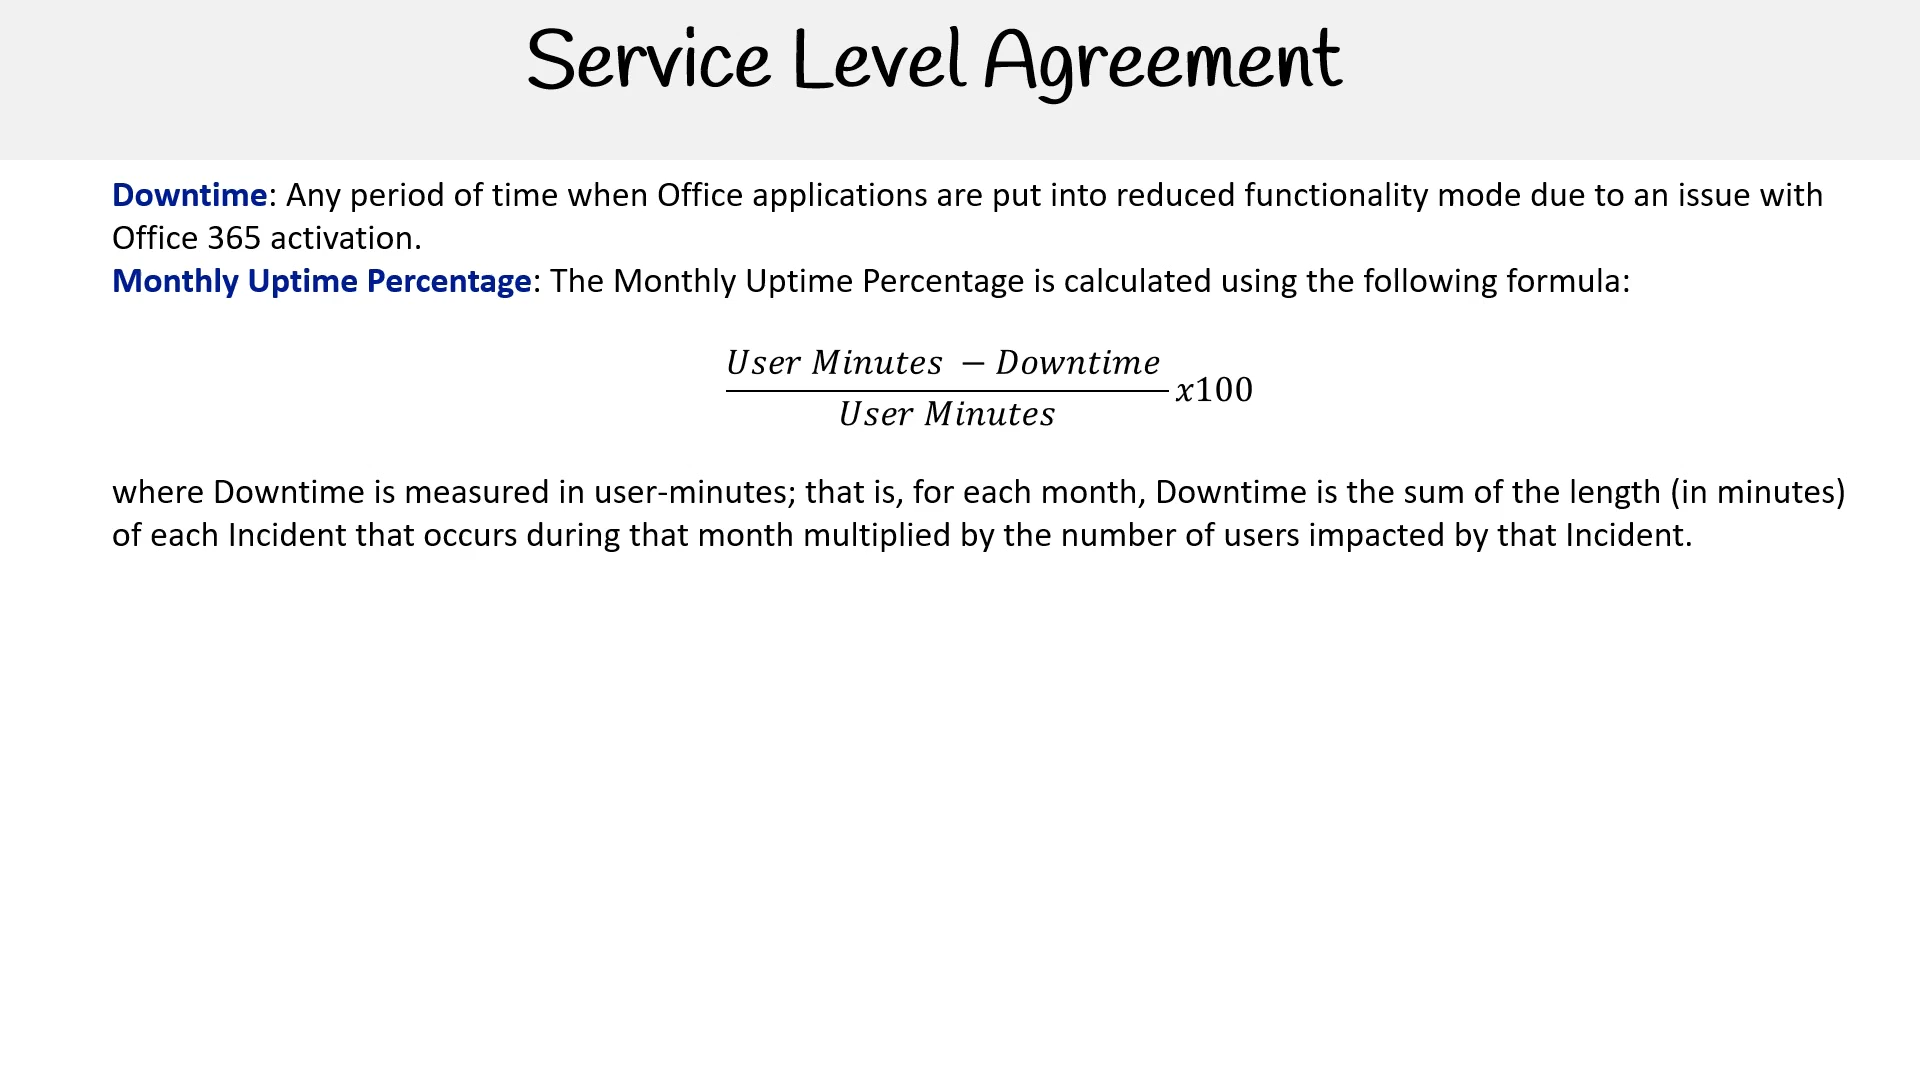 Service Level Agreement
Downtime: Any period of time when Office applications are put into reduced functionality mode due to an issue with
Office 365 activation.
Monthly Uptime Percentage: The Monthly Uptime Percentage is calculated using the following formula:
User Minutes − Downtime
User Minutes
x100
where Downtime is measured in user-minutes; that is, for each month, Downtime is the sum of the length (in minutes)
of each Incident that occurs during that month multiplied by the number of users impacted by that Incident.